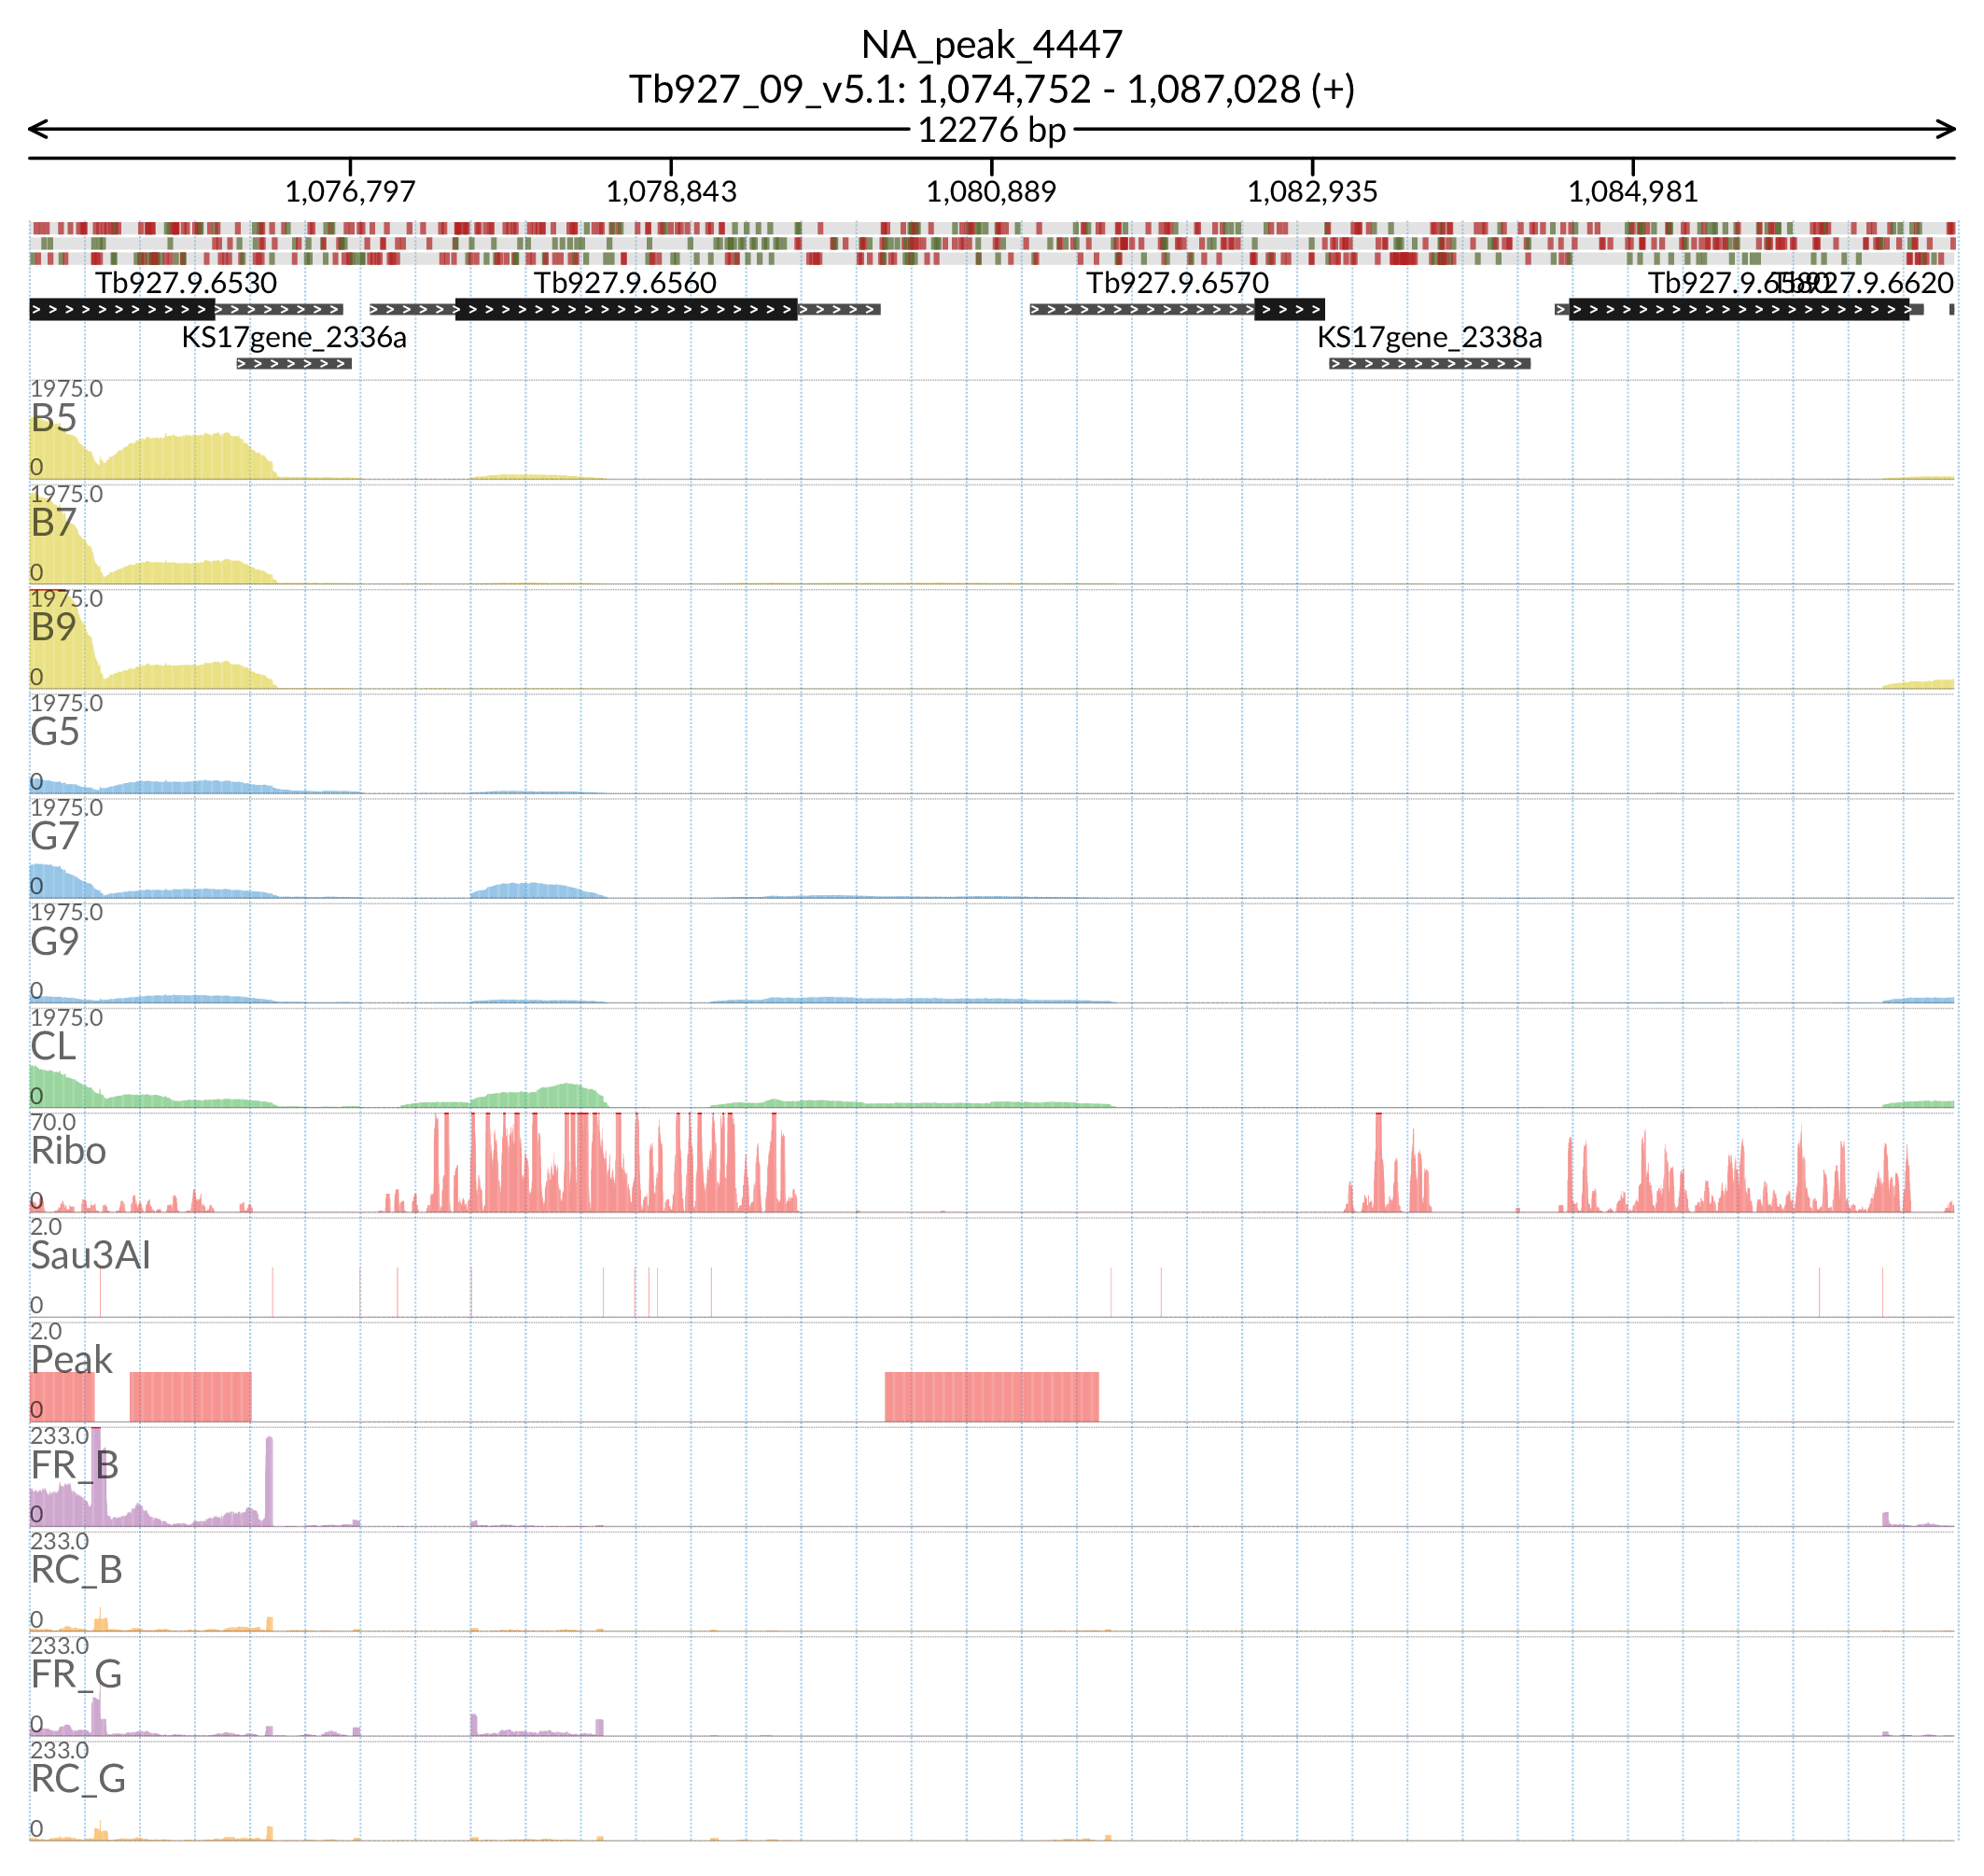 NA_peak_4447
Tb927_09_v5.1: 1,074,752 - 1,087,028 (+)
12276 bp
1,076,797 1,078,843 1,080,889 1,082,935 1,084,981
Tb927.9.6530 Tb927.9.6560 Tb927.9.6570 Tb927.9.6580 Tb927.9.6620
KS17gene_2336a KS17gene_2338a
1975.0
B5
0
1975.0
B7
0
1975.0
B9
0
1975.0
G5
0
1975.0
G7
0
1975.0
G9
0
1975.0
CL
0
70.0
Ribo
0
2.0
Sau3AI
0
2.0
Peak
0
233.0
FR_B
0
233.0
RC_B
0
233.0
FR_G
0
233.0
RC_G
0